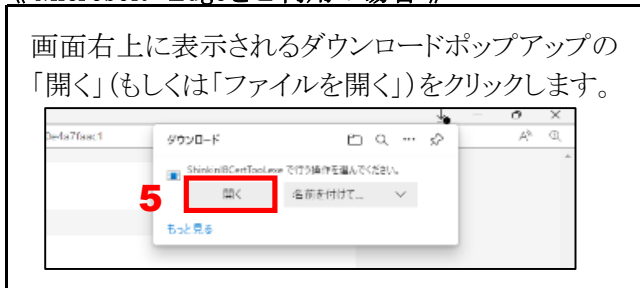 画面右上に表示されるダウンロードポップアップの
「開く」(もしくは「ファイルを開く」)をクリックします。
ダウンロード
ShinkinIBCertTool.exe で行う操作を選んでください。
5
開く
名前を付けて...
もっと見る